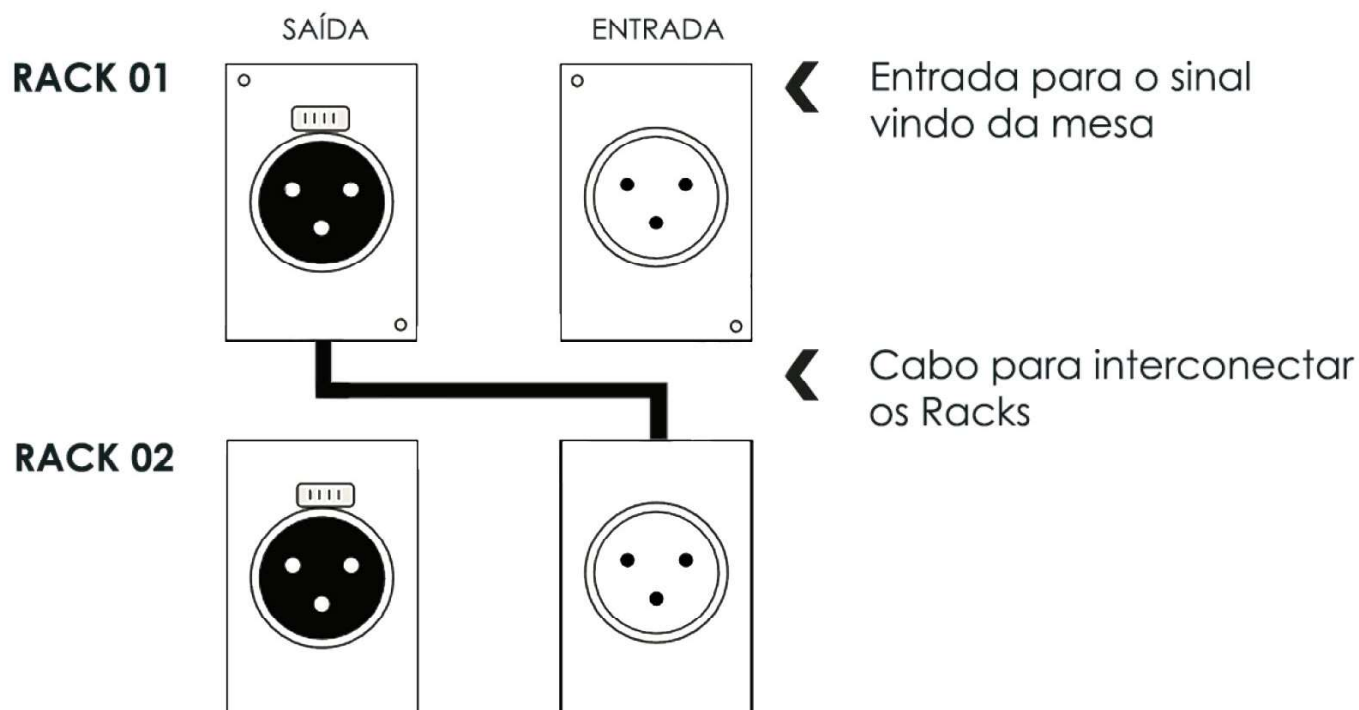 SAÍDA
ENTRADA
RACK 01
Entrada para o sinal
vindo da mesa
Cabo para interconectar
os Racks
RACK 02